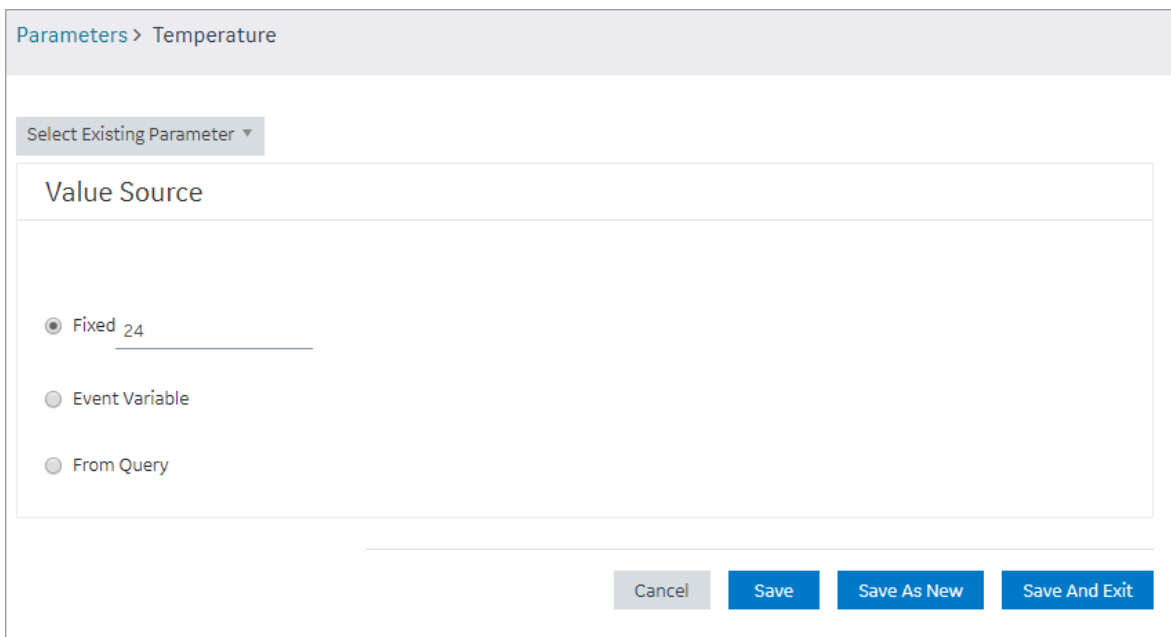 Parameters > Temperature
Select Existing Parameter
Value Source
Fixed 24
Event Variable
From Query
Cancel Save Save As New Save And Exit